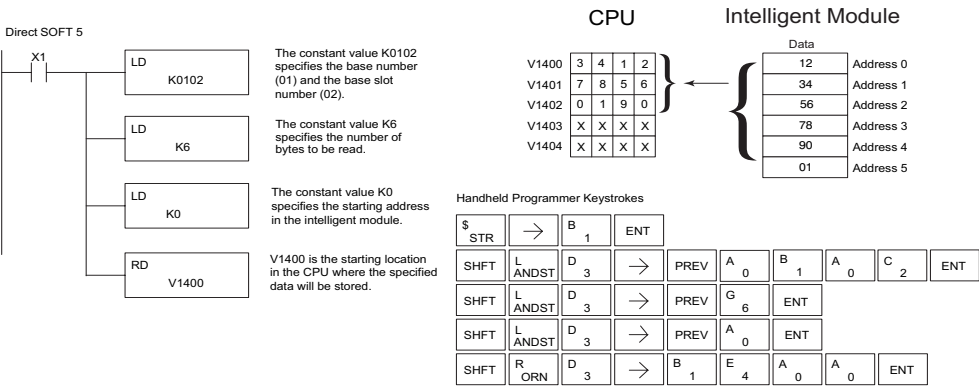 Direct SOFT 5
X1
LD
K0102
The constant value K0102
specifies the base number
(01) and the base slot
number (02).
LD
K6
The constant value K6
specifies the number of
bytes to be read.
LD
K0
The constant value K0
specifies the starting address
in the intelligent module.
RD
V1400
V1400 is the starting location
in the CPU where the specified
data will be stored.
CPU
Intelligent Module
Data
V1400 3 4 1 2
12 Address 0
V1401 7 8 5 6
34 Address 1
V1402 0 1 9 0
56 Address 2
V1403 X X X X
78 Address 3
V1404 X X X X
90 Address 4
01 Address 5
Handheld Programmer Keystrokes
$ STR → B 1 ENT
SHFT L ANDST D 3 → PREV A 0 B 1 A 0 C 2 ENT
SHFT L ANDST D 3 → PREV G 6 ENT
SHFT L ANDST D 3 → PREV A 0 ENT
SHFT R ORN D 3 → B 1 E 4 A 0 A 0 ENT